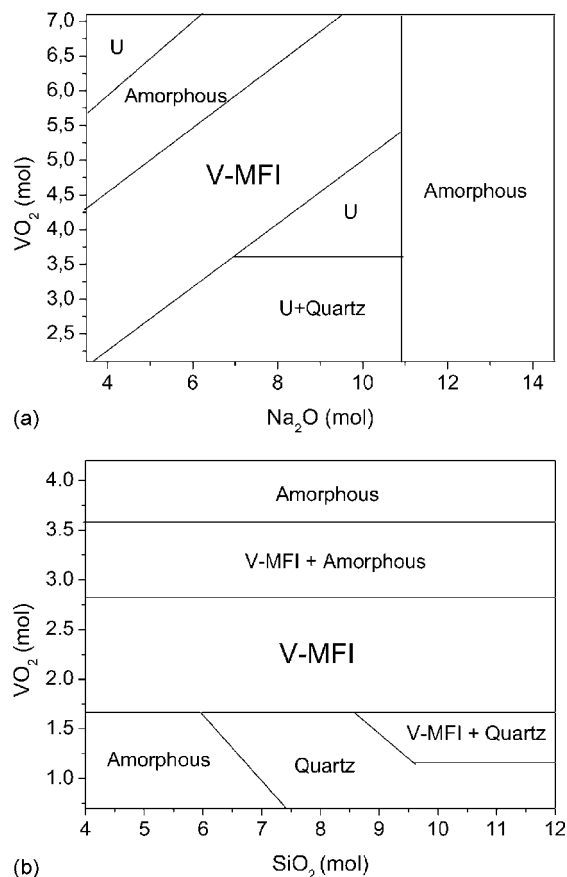 7,0
6,5
6,0
5,5
5,0
4,5
4,0
3,5
3,0
2,5
VO2 (mol)
U
Amorphous
V-MFI
U
Amorphous
U+Quartz
4 6 8 10 12 14
Na2O (mol)
(a)
4.0
3.5
3.0
2.5
2.0
1.5
1.0
VO2 (mol)
Amorphous
V-MFI + Amorphous
V-MFI
V-MFI + Quartz
Amorphous
Quartz
4 5 6 7 8 9 10 11 12
SiO2 (mol)
(b)